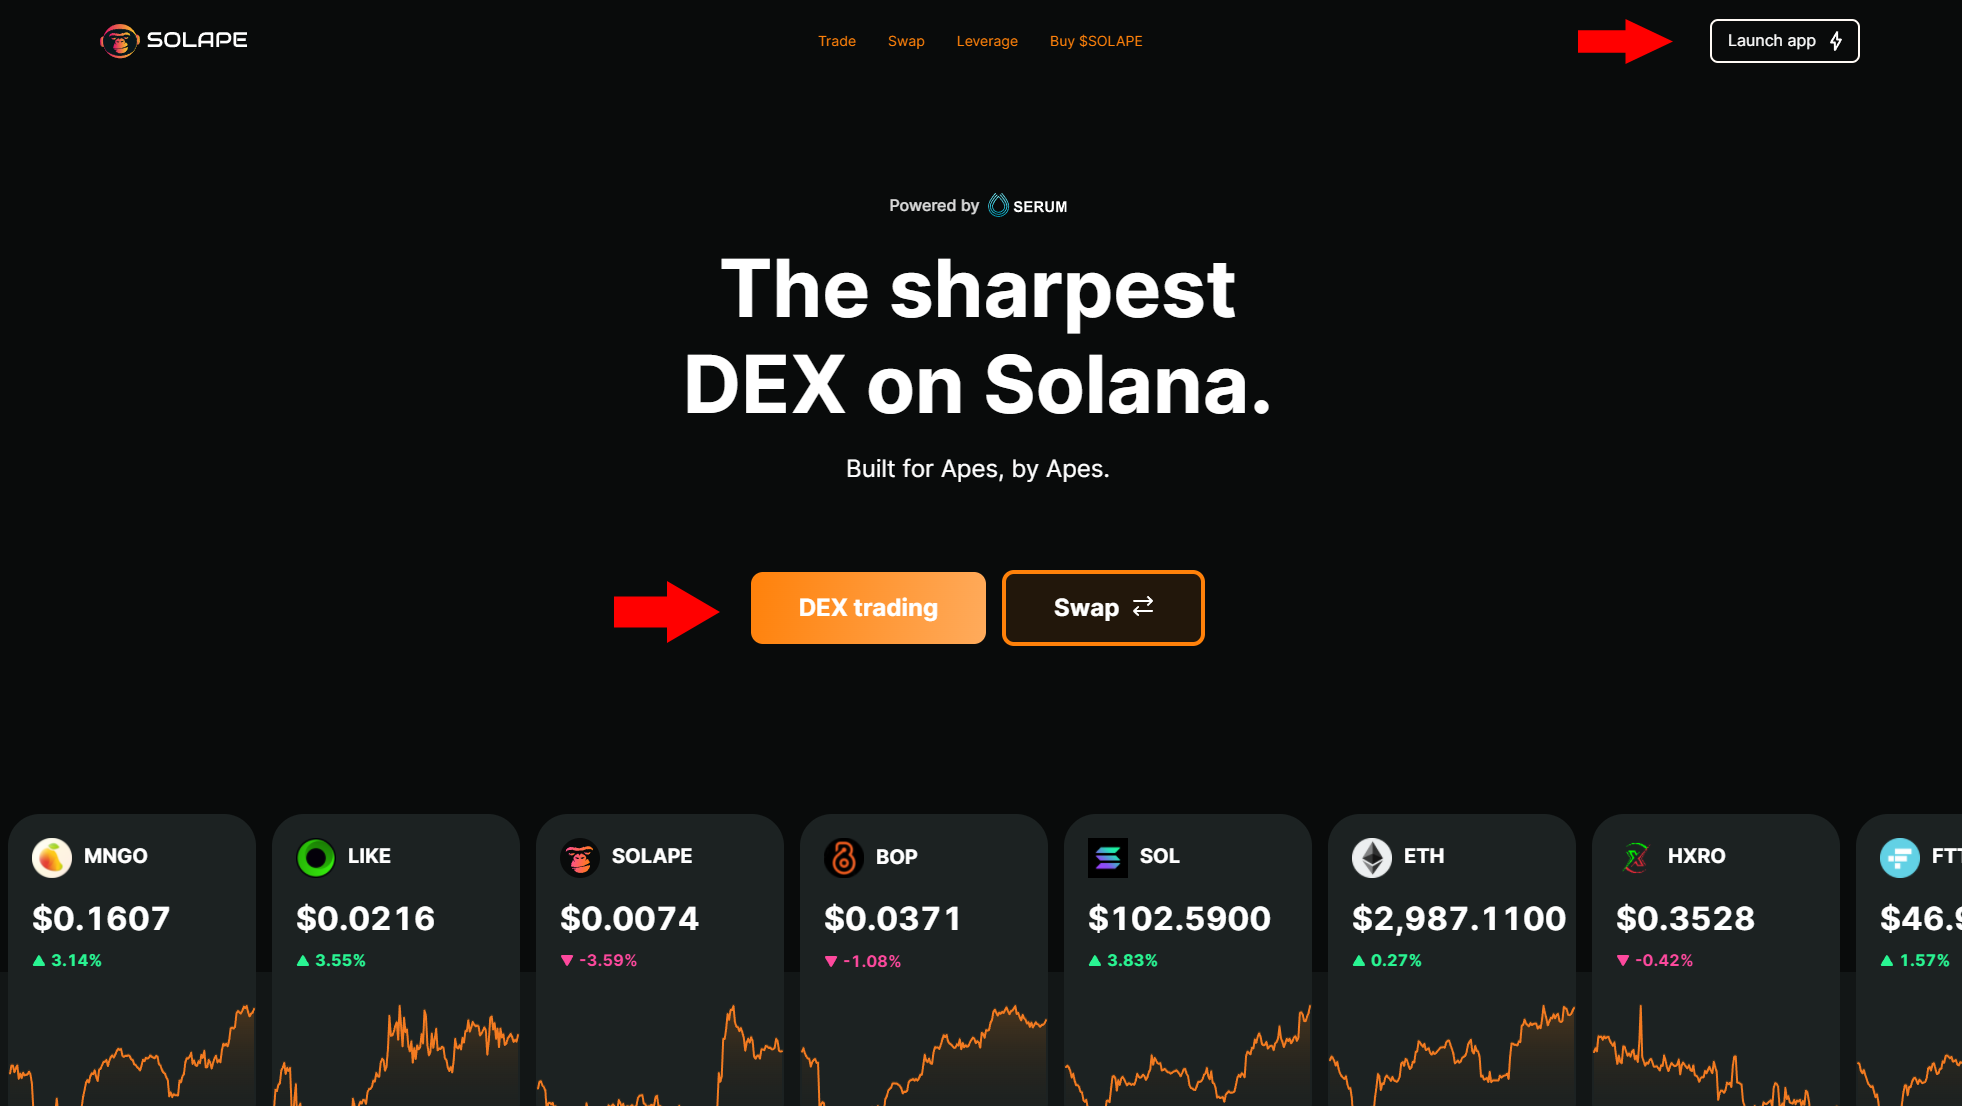 SOLAPE
Trade
Swap
Leverage
Buy $SOLAPE
Launch app
Powered by SERUM
The sharpest
DEX on Solana.
Built for Apes, by Apes.
DEX trading
Swap
MNGO
$0.1607
3.14%
LIKE
$0.0216
3.55%
SOLAPE
$0.0074
-3.59%
BOP
$0.0371
-1.08%
SOL
$102.5900
3.83%
ETH
$2,987.1100
0.27%
HXRO
$0.3528
-0.42%
FTT
$46.9
1.57%